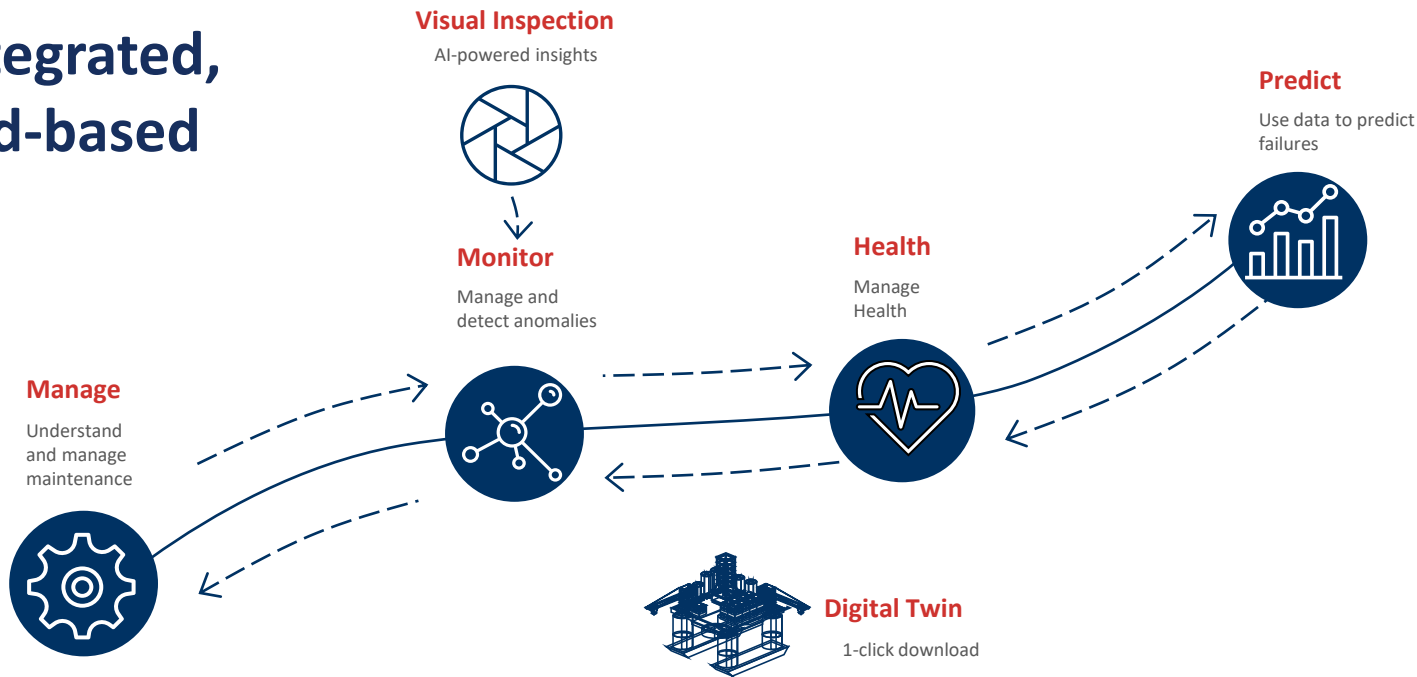 tegrated,
d-based
Visual Inspection
AI-powered insights
Predict
Use data to predict
failures
Monitor
Manage and
detect anomalies
Health
Manage
Health
Manage
Understand
and manage
maintenance
Digital Twin
1-click download